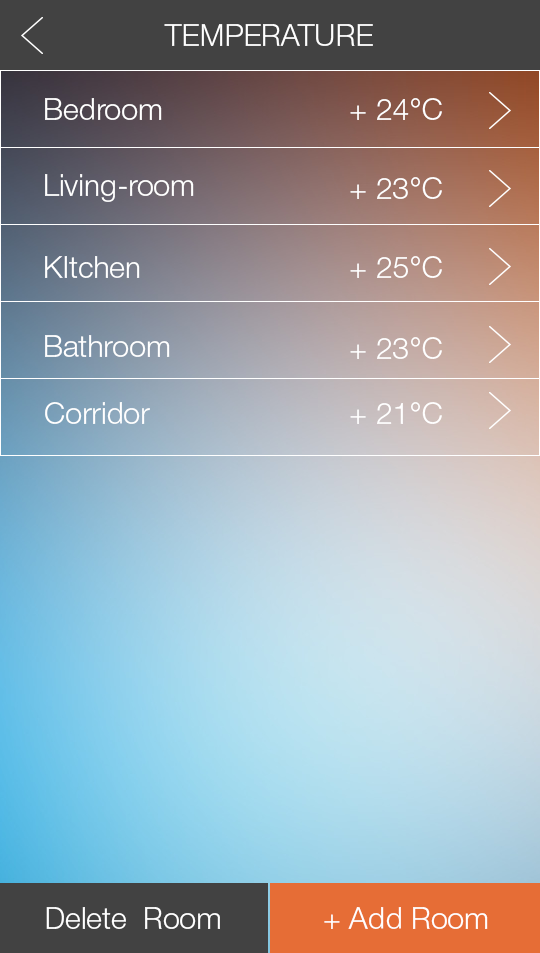 TEMPERATURE
Bedroom + 24°C
Living-room + 23°C
KItchen + 25°C
Bathroom + 23°C
Corridor + 21°C
Delete Room + Add Room